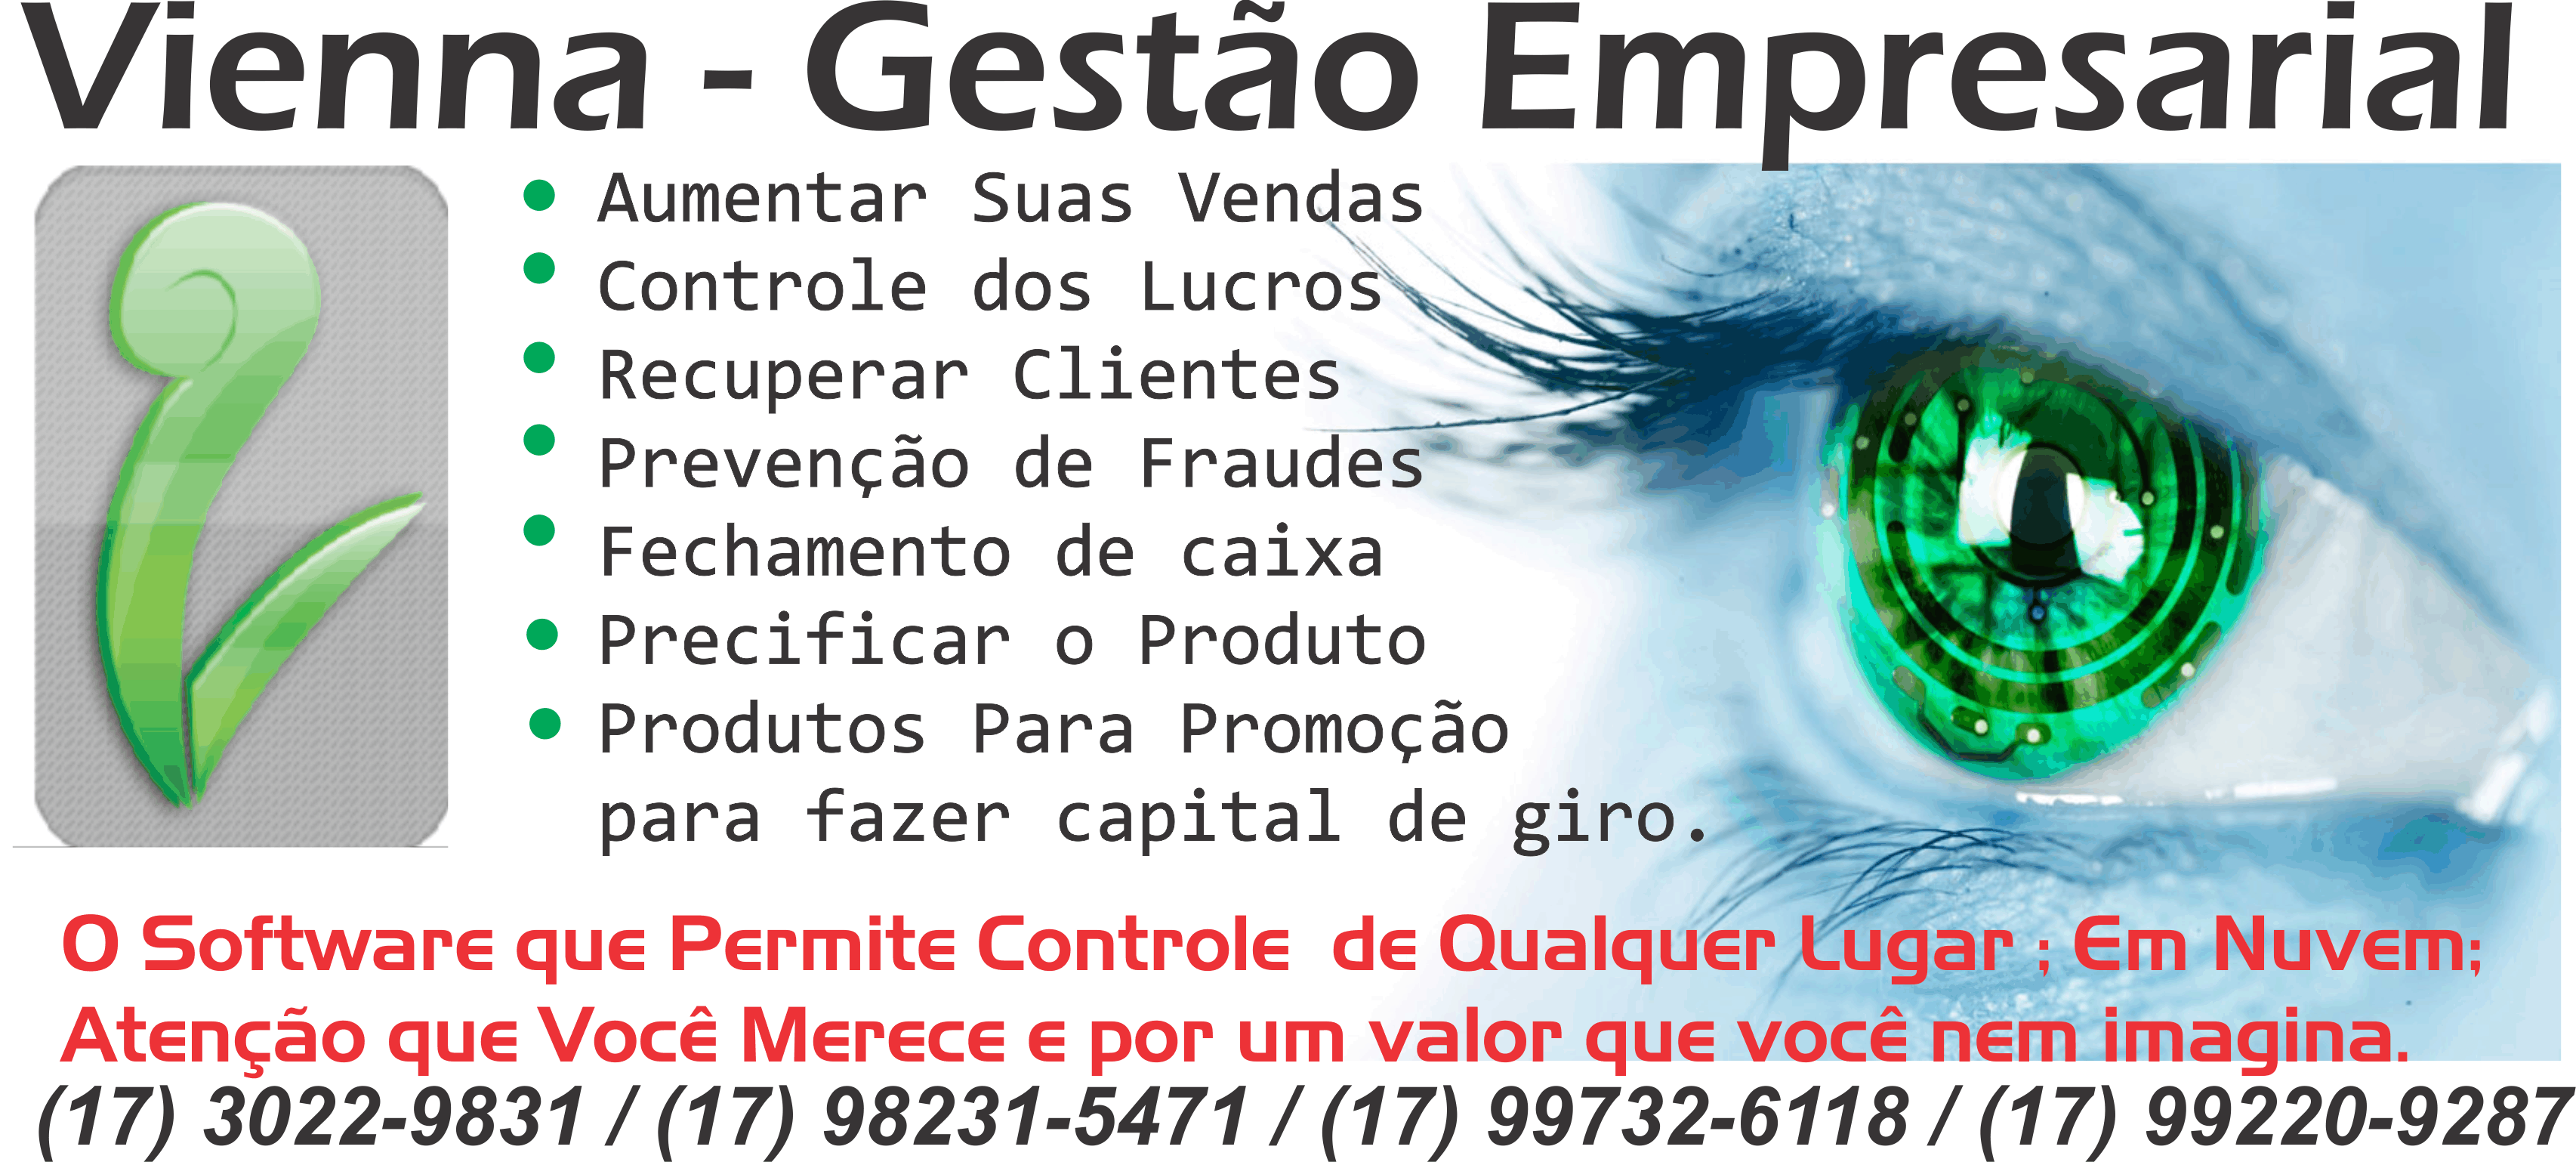 Vienna - Gestão Empresarial
• Aumentar Suas Vendas
• Controle dos Lucros
• Recuperar Clientes
• Prevenção de Fraudes
• Fechamento de caixa
• Precificar o Produto
• Produtos Para Promoção
para fazer capital de giro.
O Software que Permite Controle de Qualquer Lugar ; Em Nuvem;
Atenção que Você Merece e por um valor que você nem imagina.
(17) 3022-9831 / (17) 98231-5471 / (17) 99732-6118 / (17) 99220-9287